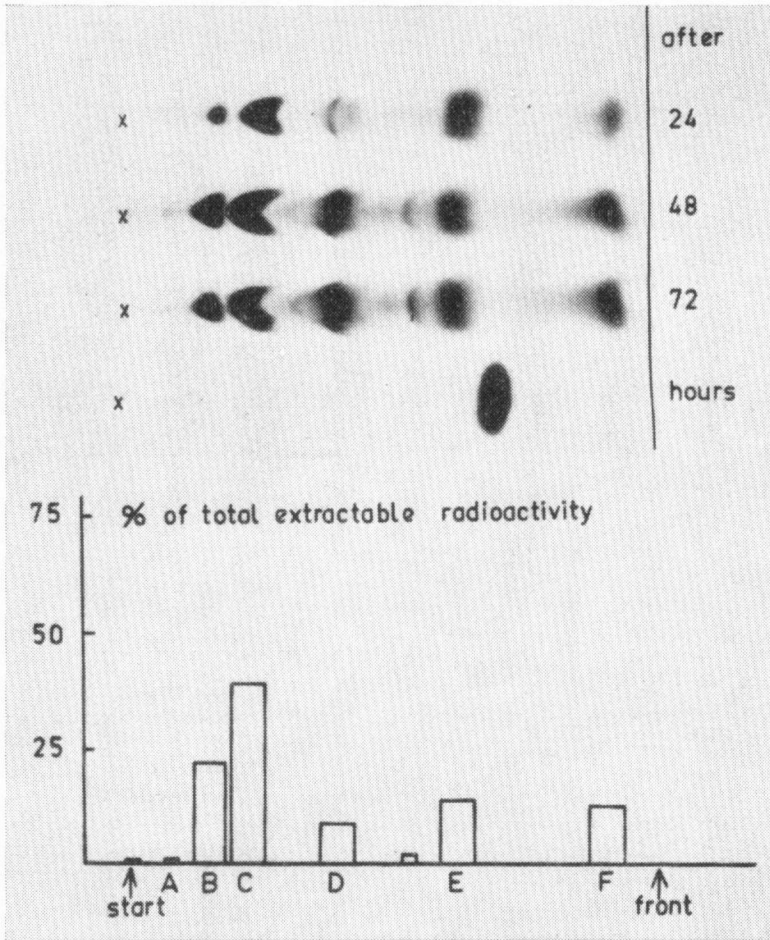 after
x 24
x 48
x 72
x hours
75 % of total extractable radioactivity
50
25
A B C D E F
start front